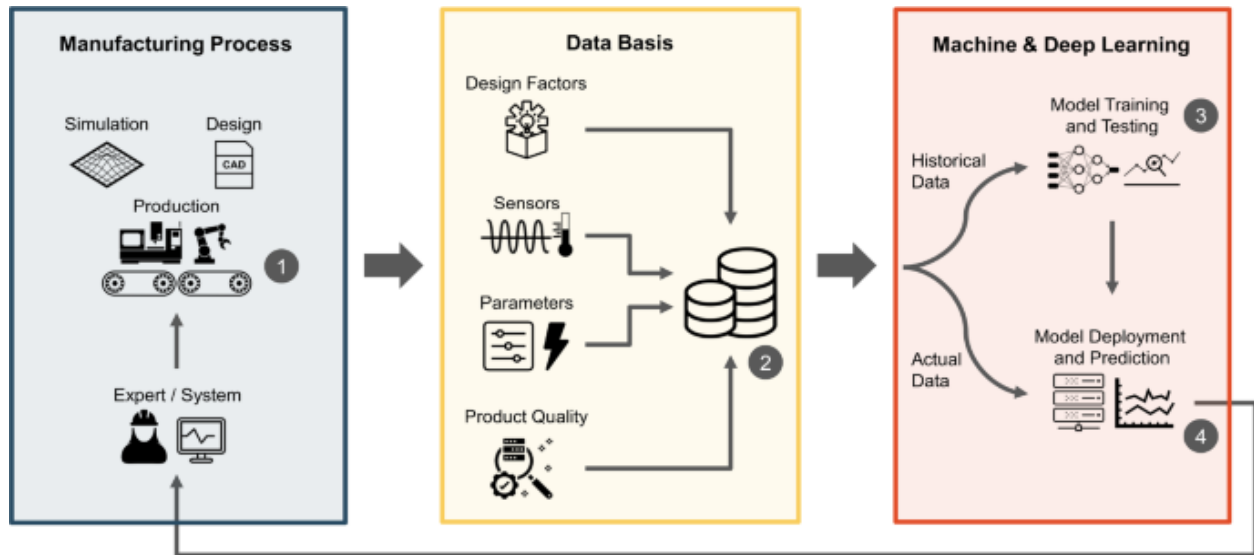 Manufacturing Process
Simulation
Design
CAD
Production
1
Expert / System
Data Basis
Design Factors
Sensors
Parameters
2
Product Quality
Machine & Deep Learning
Model Training
and Testing
3
Historical
Data
Actual
Data
Model Deployment
and Prediction
4